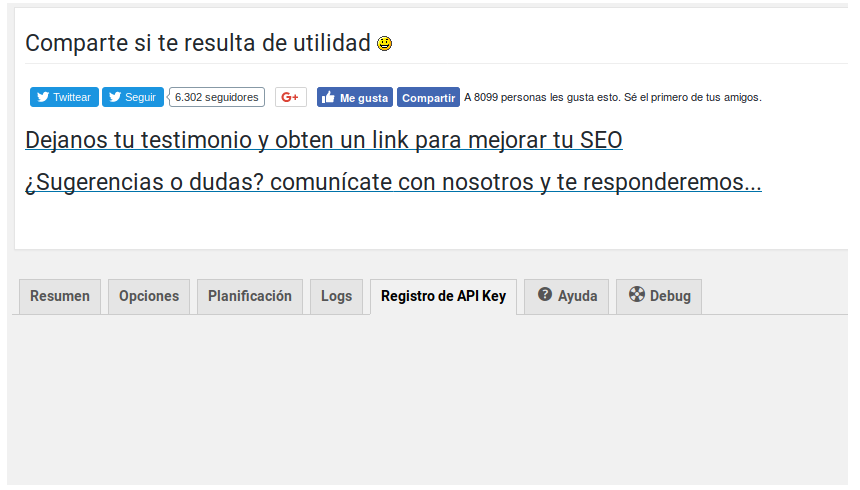 Comparte si te resulta de utilidad
Twittear Seguir 6.302 seguidores G+ Me gusta Compartir A 8099 personas les gusta esto. Sé el primero de tus amigos.
Dejanos tu testimonio y obten un link para mejorar tu SEO
¿Sugerencias o dudas? comunícate con nosotros y te responderemos...
Resumen Opciones Planificación Logs Registro de API Key ? Ayuda Debug